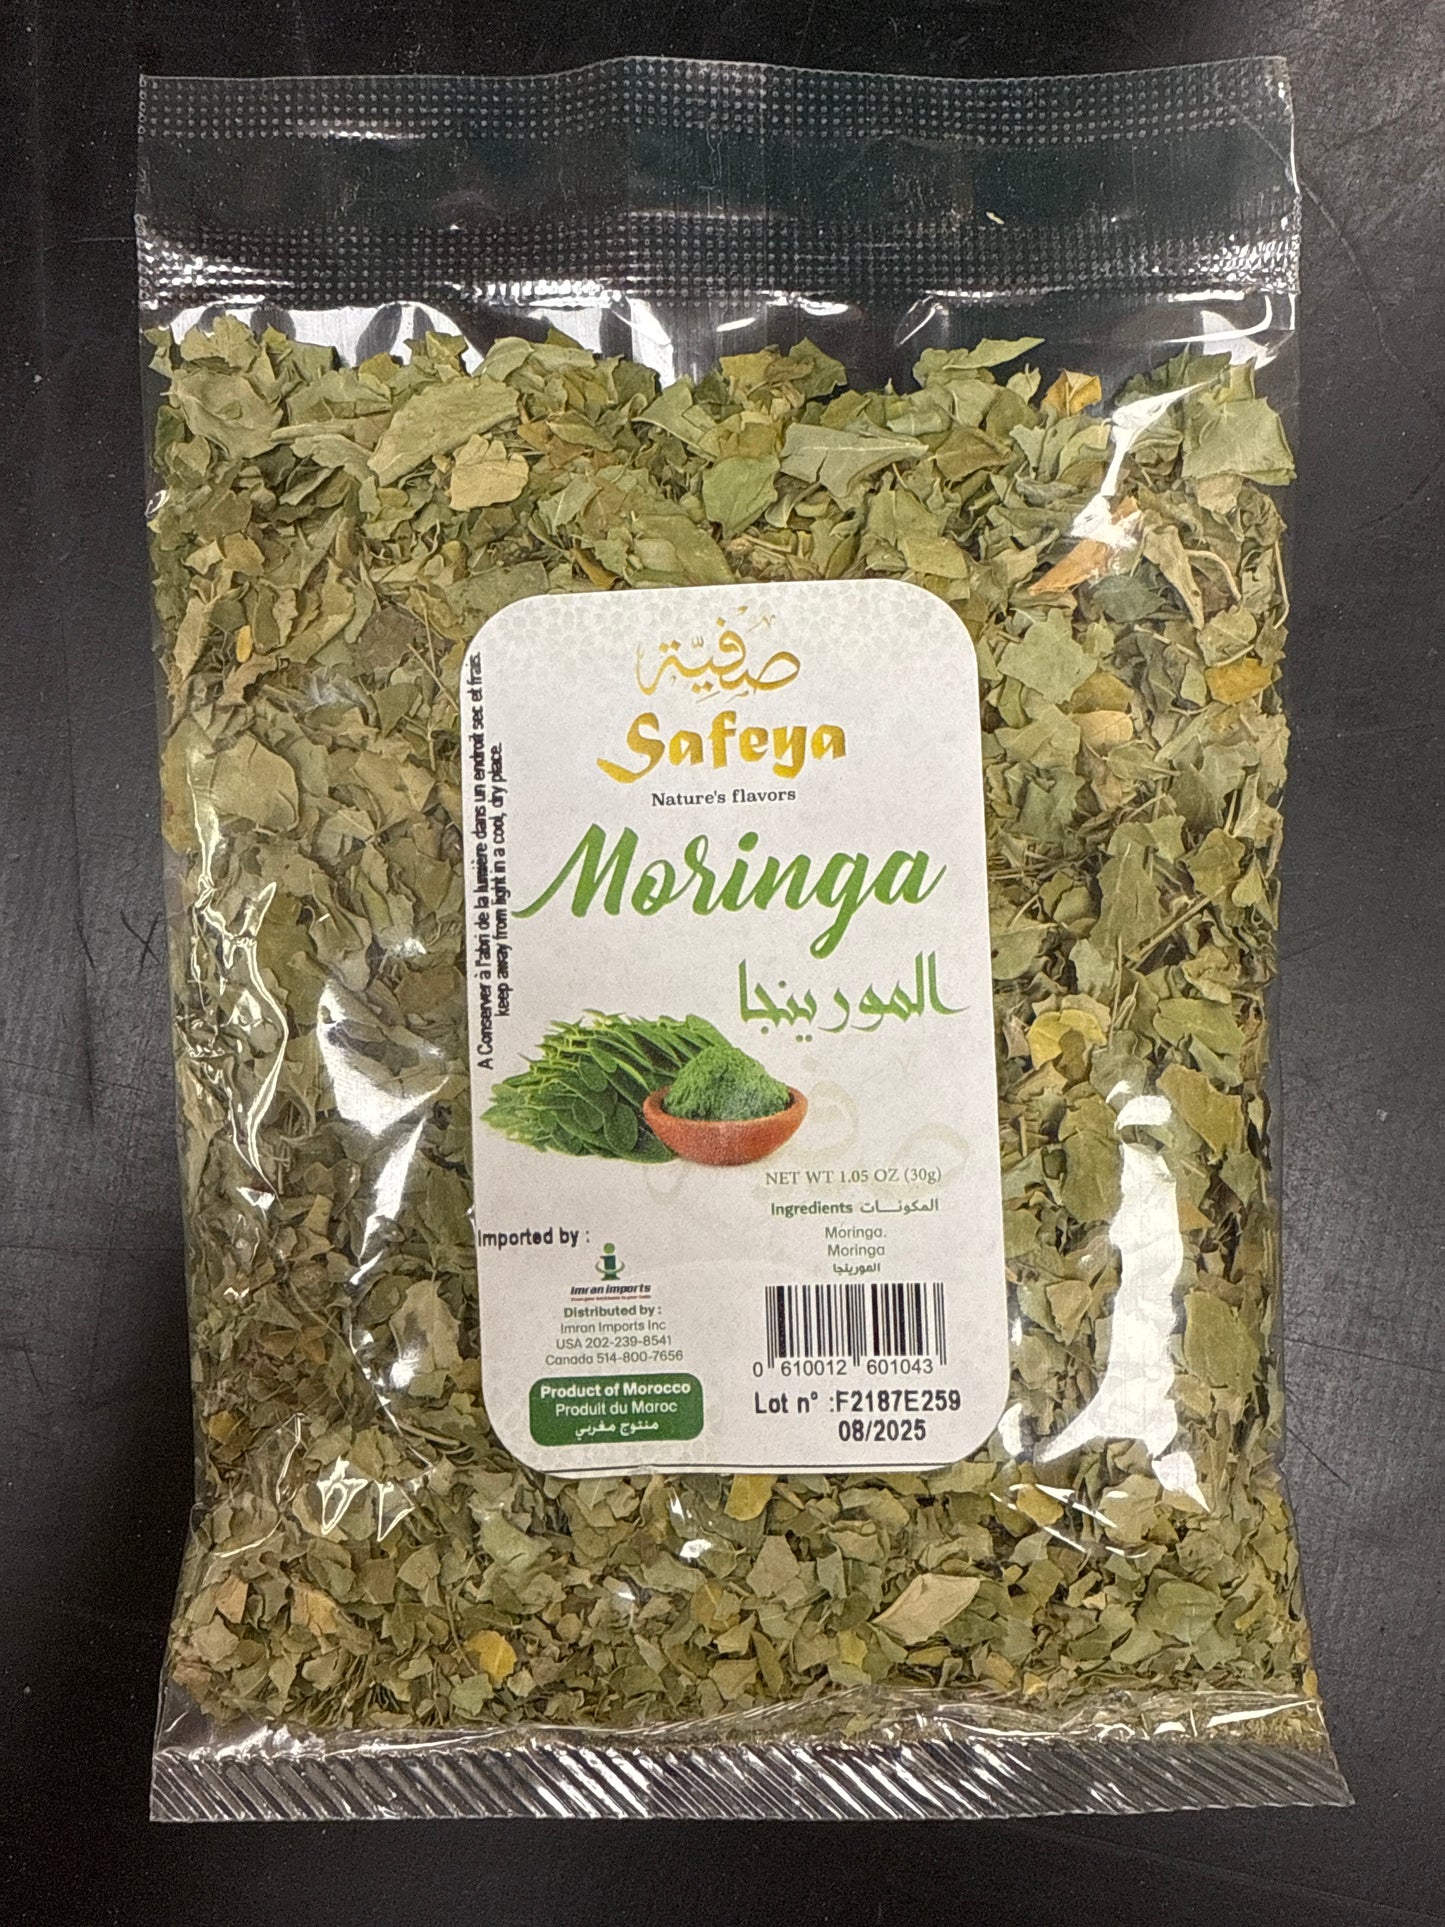 صفية
Safeya
Nature's flavors
Moringa
المورينجا
A Conserver à l'abri de la lumière dans un endroit sec et frais.
keep away from light in a cool, dry place.
NET WT 1.05 OZ (30g)
Ingredients المكونـــات
Moringa.
Moringa
المورينجا
Imported by :
imran imports
Distributed by :
Imran Imports Inc
USA 202-239-8541
Canada 514-800-7656
Product of Morocco
Produit du Maroc
منتوج مغربي
0 610012 601043
Lot n° :F2187E259
08/2025